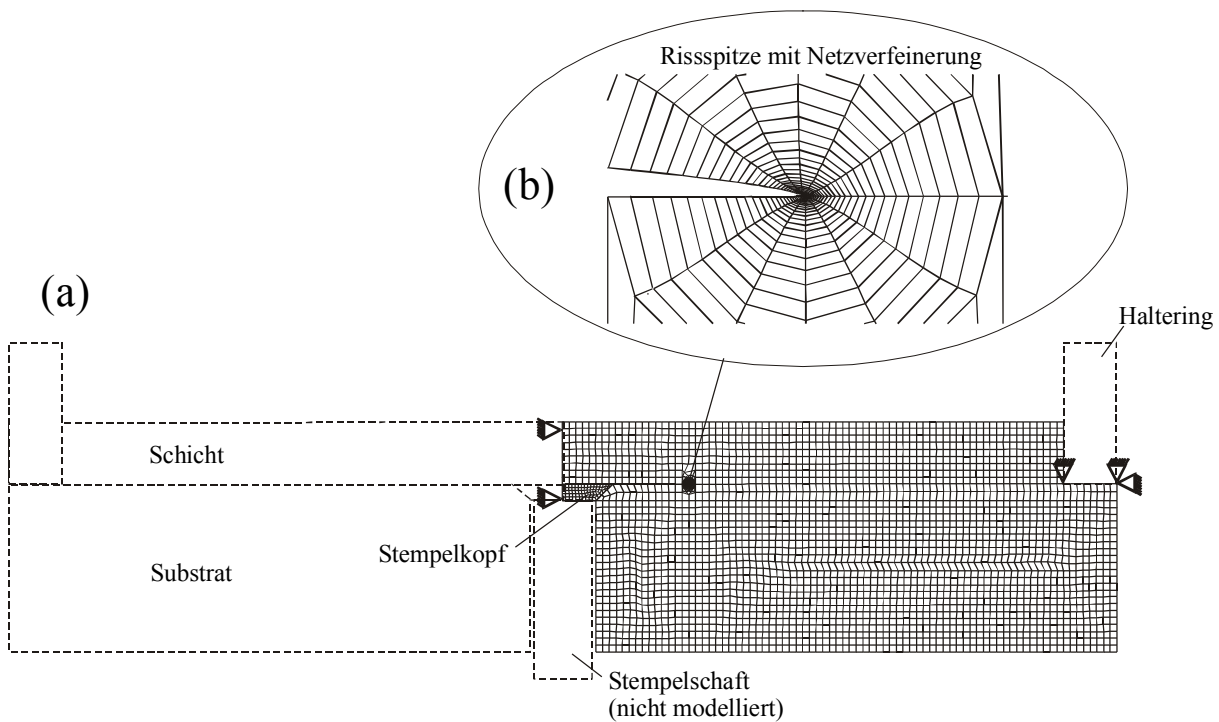 Rissspitze mit Netzverfeinerung
(b)
(a)
Haltering
Schicht
Stempelkopf
Substrat
Stempelschaft
(nicht modelliert)